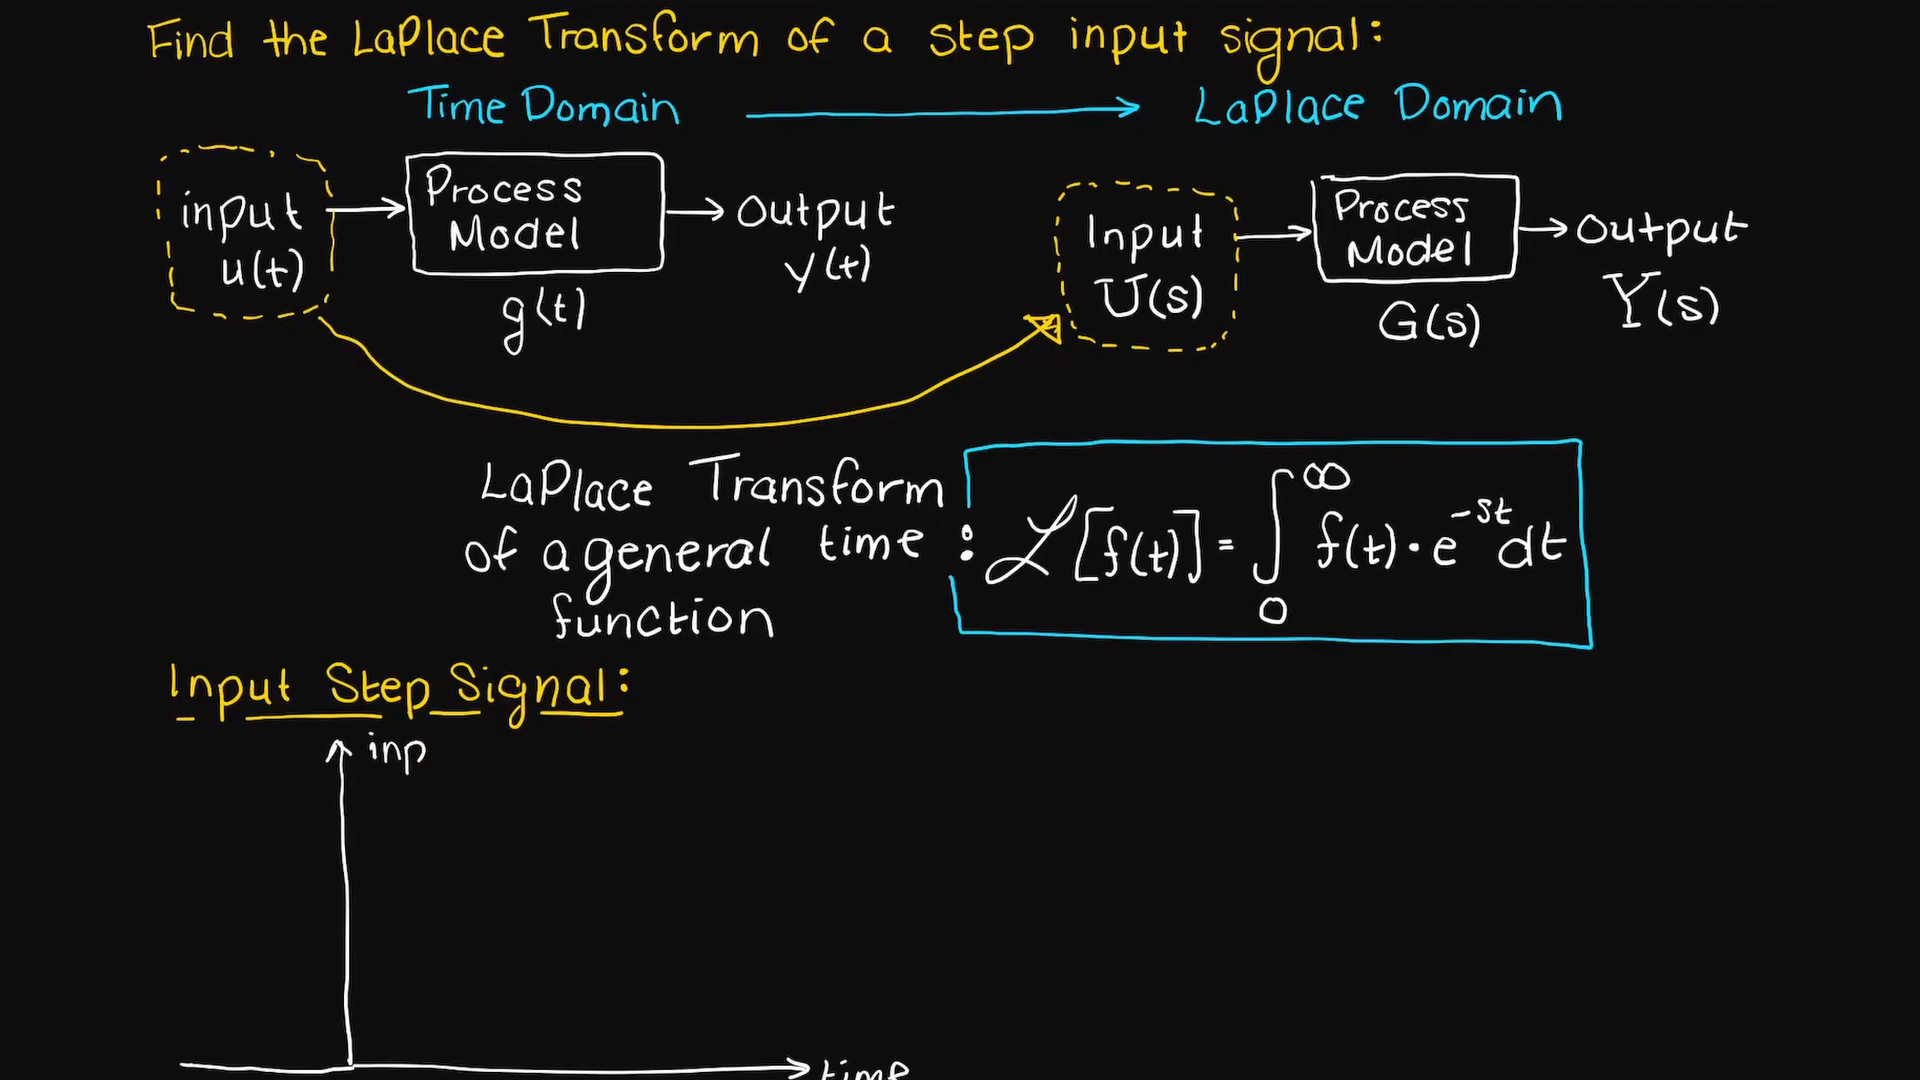 Find the LaPlace Transform of a step input signal:
Time Domain
LaPlace Domain
input
u(t)
Process
Model
g(t)
Output
y(t)
Input
U(s)
Process
Model
G(s)
Output
Y(s)
LaPlace Transform
of a general time :
function
ℒ[f(t)] = ∫₀^∞ f(t)·e^-st dt
Input Step Signal:
inp
time